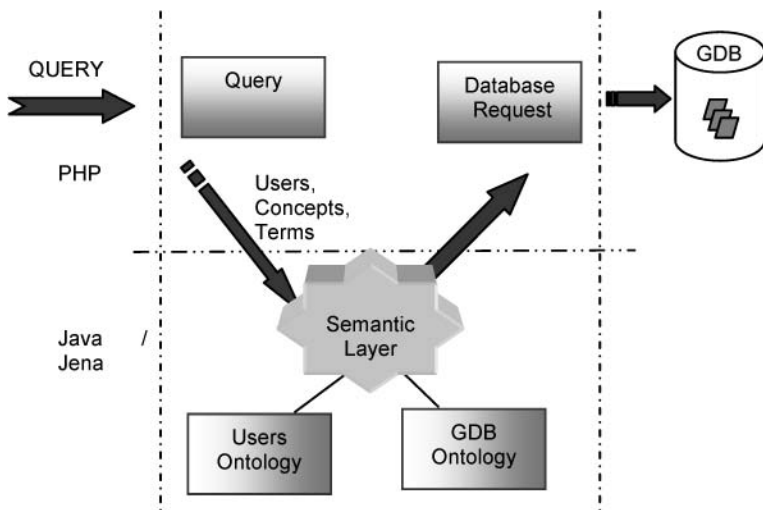 QUERY
PHP
Query
Database
Request
GDB
Users,
Concepts,
Terms
Java /
Jena
Semantic
Layer
Users
Ontology
GDB
Ontology